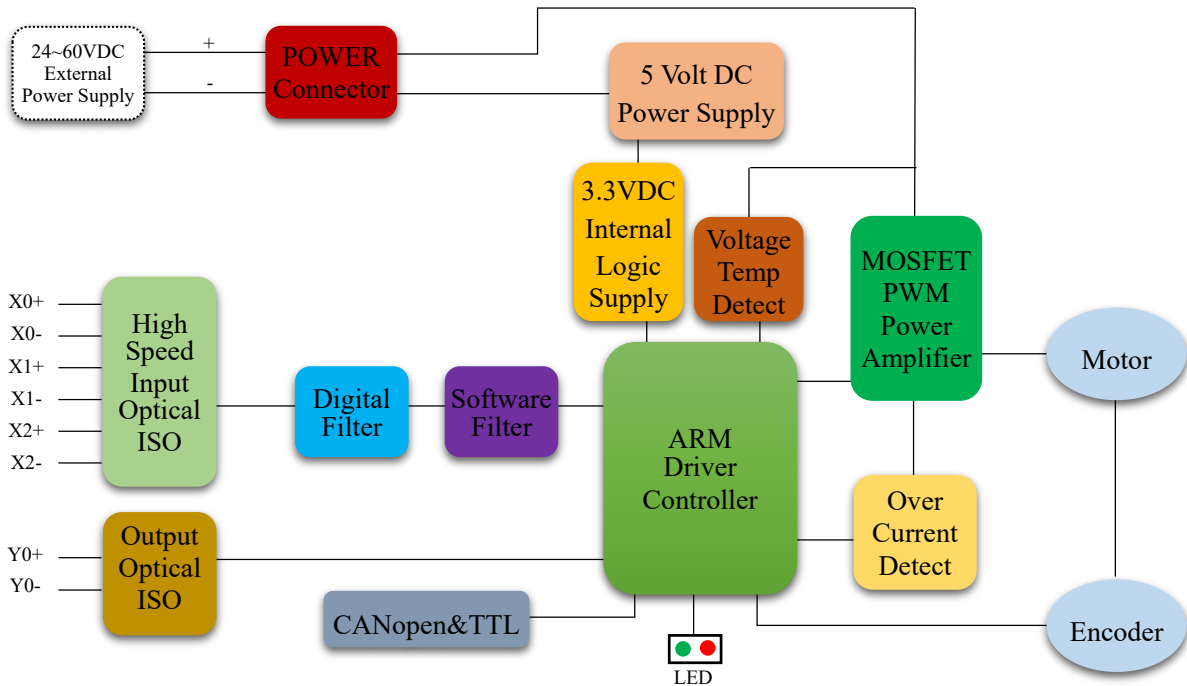 24~60VDC
External
Power Supply
+
-
POWER
Connector
5 Volt DC
Power Supply
3.3VDC
Internal
Logic
Supply
Voltage
Temp
Detect
MOSFET
PWM
Power
Amplifier
Motor
X0+
X0-
X1+
X1-
X2+
X2-
High
Speed
Input
Optical
ISO
Digital
Filter
Software
Filter
ARM
Driver
Controller
Over
Current
Detect
Y0+
Y0-
Output
Optical
ISO
CANopen&TTL
LED
Encoder